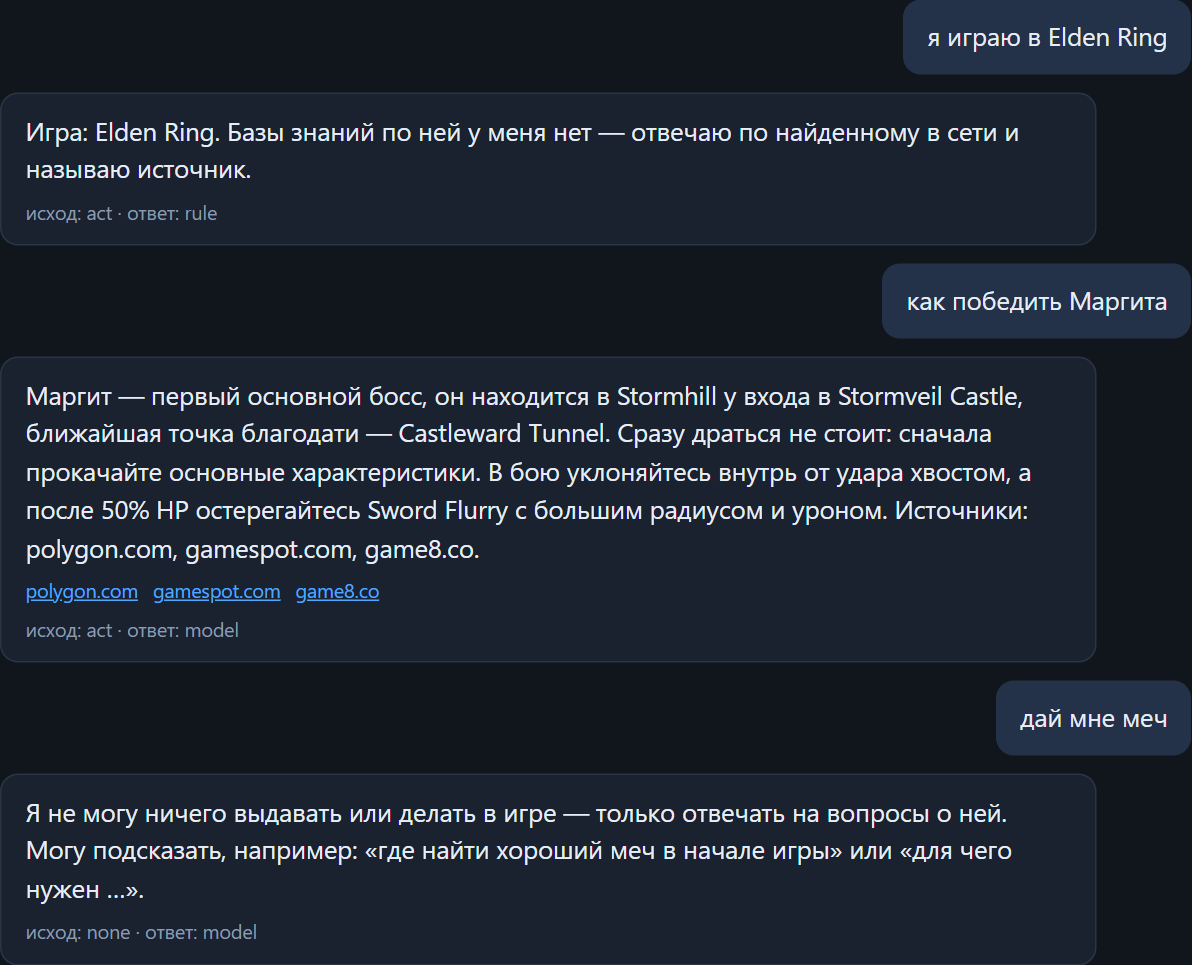 я играю в Elden Ring
Игра: Elden Ring. Базы знаний по ней у меня нет — отвечаю по найденному в сети и
называю источник.
исход: act · ответ: rule
как победить Маргита
Маргит — первый основной босс, он находится в Stormhill у входа в Stormveil Castle,
ближайшая точка благодати — Castleward Tunnel. Сразу драться не стоит: сначала
прокачайте основные характеристики. В бою уклоняйтесь внутрь от удара хвостом, а
после 50% HP остерегайтесь Sword Flurry с большим радиусом и уроном. Источники:
polygon.com, gamespot.com, game8.co.
polygon.com gamespot.com game8.co
исход: act · ответ: model
дай мне меч
Я не могу ничего выдавать или делать в игре — только отвечать на вопросы о ней.
Могу подсказать, например: «где найти хороший меч в начале игры» или «для чего
нужен ...».
исход: none · ответ: model